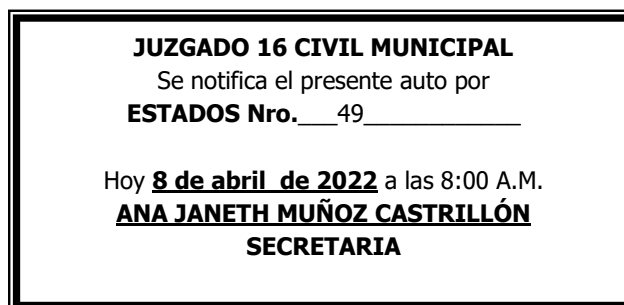 JUZGADO 16 CIVIL MUNICIPAL
Se notifica el presente auto por
ESTADOS Nro.___49____________
Hoy 8 de abril  de 2022 a las 8:00 A.M.
ANA JANETH MUÑOZ CASTRILLÓN
SECRETARIA